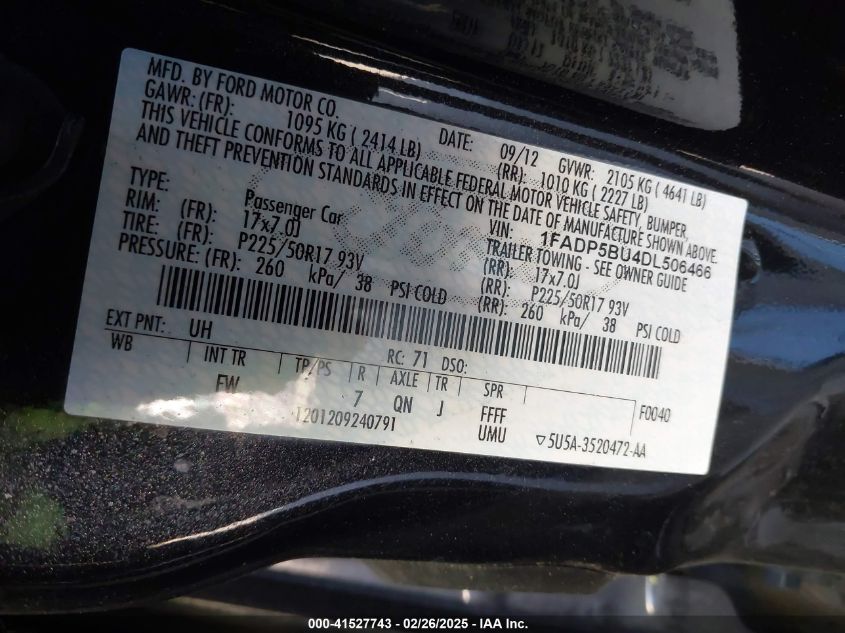 MFD. BY FORD MOTOR CO.
DATE: 09/12 GVWR: 2105 KG ( 4641 LB)
GAWR: (FR): 1095 KG ( 2414 LB) (RR): 1010 KG ( 2227 LB)
THIS VEHICLE CONFORMS TO ALL APPLICABLE FEDERAL MOTOR VEHICLE SAFETY, BUMPER,
AND THEFT PREVENTION STANDARDS IN EFFECT ON THE DATE OF MANUFACTURE SHOWN ABOVE.
VIN: 1FADP5BU4DL506466
TYPE: Passenger Car TRAILER TOWING - SEE OWNER GUIDE
RIM: (FR): 17x7.0J (RR): 17x7.0J
TIRE: (FR): P225/50R17 93V (RR): P225/50R17 93V
PRESSURE: (FR): 260 kPa/ 38 PSI COLD (RR): 260 kPa/ 38 PSI COLD
EXT PNT: UH RC: 71 DSO:
WB INT TR TP/PS R AXLE TR SPR F0040
FW 7 QN J FFFF
T201209240791 UMU ▽5U5A-3520472-AA
000-41527743 / 02/26/2025 - IAA Inc.